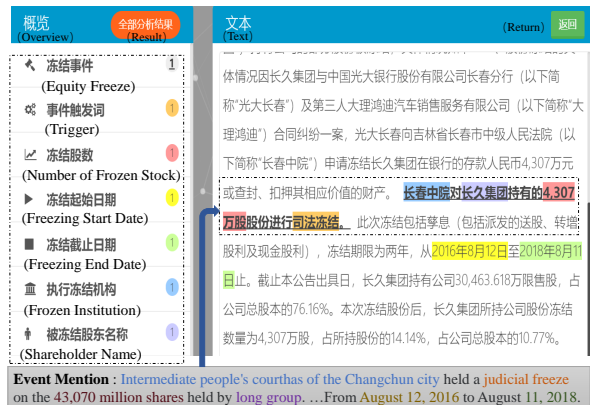 概览
(Overview)
全部分析结果
(Result)
冻结事件 1
(Equity Freeze)
事件触发词 1
(Trigger)
冻结股数 1
(Number of Frozen Stock)
冻结起始日期 1
(Freezing Start Date)
冻结截止日期 1
(Freezing End Date)
执行冻结机构 1
(Frozen Institution)
被冻结股东名称 1
(Shareholder Name)
文本
(Text)
(Return) 返回
体情况因长久集团与中国光大银行股份有限公司长春分行（以下简
称“光大长春”）及第三人大理鸿迪汽车销售服务有限公司（以下简称“大
理鸿迪”）合同纠纷一案，光大长春向吉林省长春市中级人民法院（以
下简称“长春中院”）申请冻结长久集团在银行的存款人民币4,307万元
或查封、扣押其相应价值的财产。 长春中院对长久集团持有的4,307
万股股份进行司法冻结。 此次冻结包括孳息（包括派发的送股、转增
股利及现金股利），冻结期限为两年，从2016年8月12日至2018年8月11
日止。截止本公告出具日，长久集团持有公司30,463.618万限售股，占
公司总股本的76.16%。本次冻结股份后，长久集团所持公司股份冻结
数量为4,307万股，占所持股份的14.14%，占公司总股本的10.77%。
Event Mention : Intermediate people's courthas of the Changchun city held a judicial freeze
on the 43,070 million shares held by long group. …From August 12, 2016 to August 11, 2018.